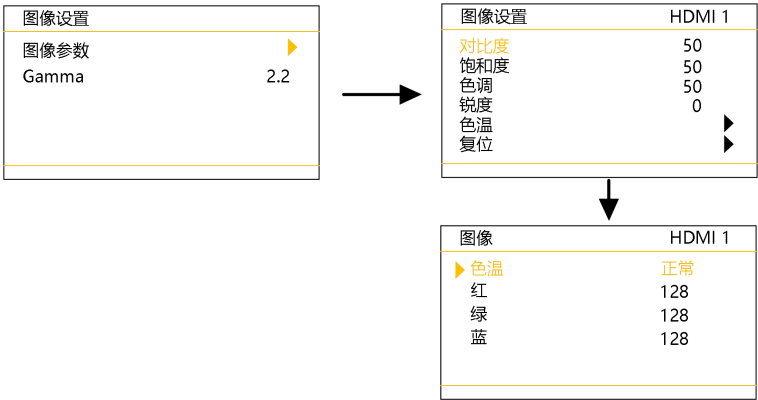 图像设置
图像参数
Gamma 2.2
图像设置 HDMI 1
对比度 50
饱和度 50
色调 50
锐度 0
色温
复位
图像 HDMI 1
色温 正常
红 128
绿 128
蓝 128